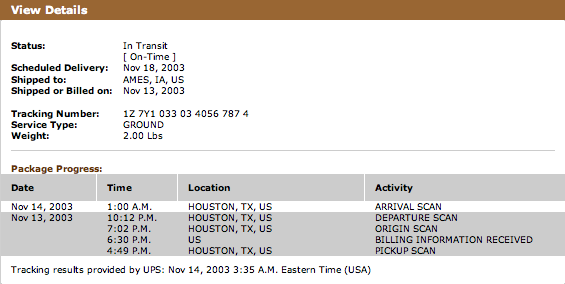 View Details
Status: In Transit
[ On-Time ]
Scheduled Delivery: Nov 18, 2003
Shipped to: AMES, IA, US
Shipped or Billed on: Nov 13, 2003
Tracking Number: 1Z 7Y1 033 03 4056 787 4
Service Type: GROUND
Weight: 2.00 Lbs
Package Progress:
Date Time Location Activity
Nov 14, 2003 1:00 A.M. HOUSTON, TX, US ARRIVAL SCAN
Nov 13, 2003 10:12 P.M. HOUSTON, TX, US DEPARTURE SCAN
7:02 P.M. HOUSTON, TX, US ORIGIN SCAN
6:30 P.M. US BILLING INFORMATION RECEIVED
4:49 P.M. HOUSTON, TX, US PICKUP SCAN
Tracking results provided by UPS: Nov 14, 2003 3:35 A.M. Eastern Time (USA)